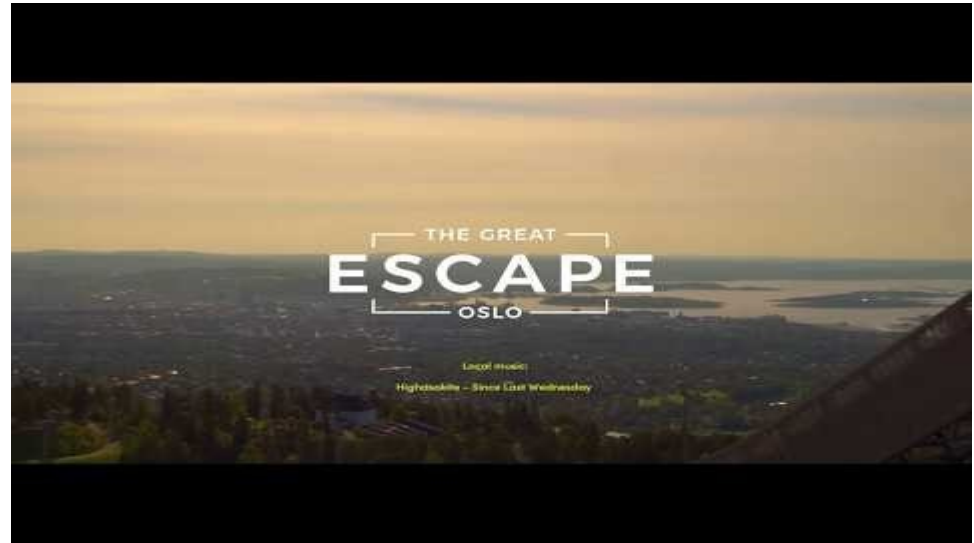 THE GREAT
ESCAPE
OSLO
Local music:
Highasakite – Since Last Wednesday